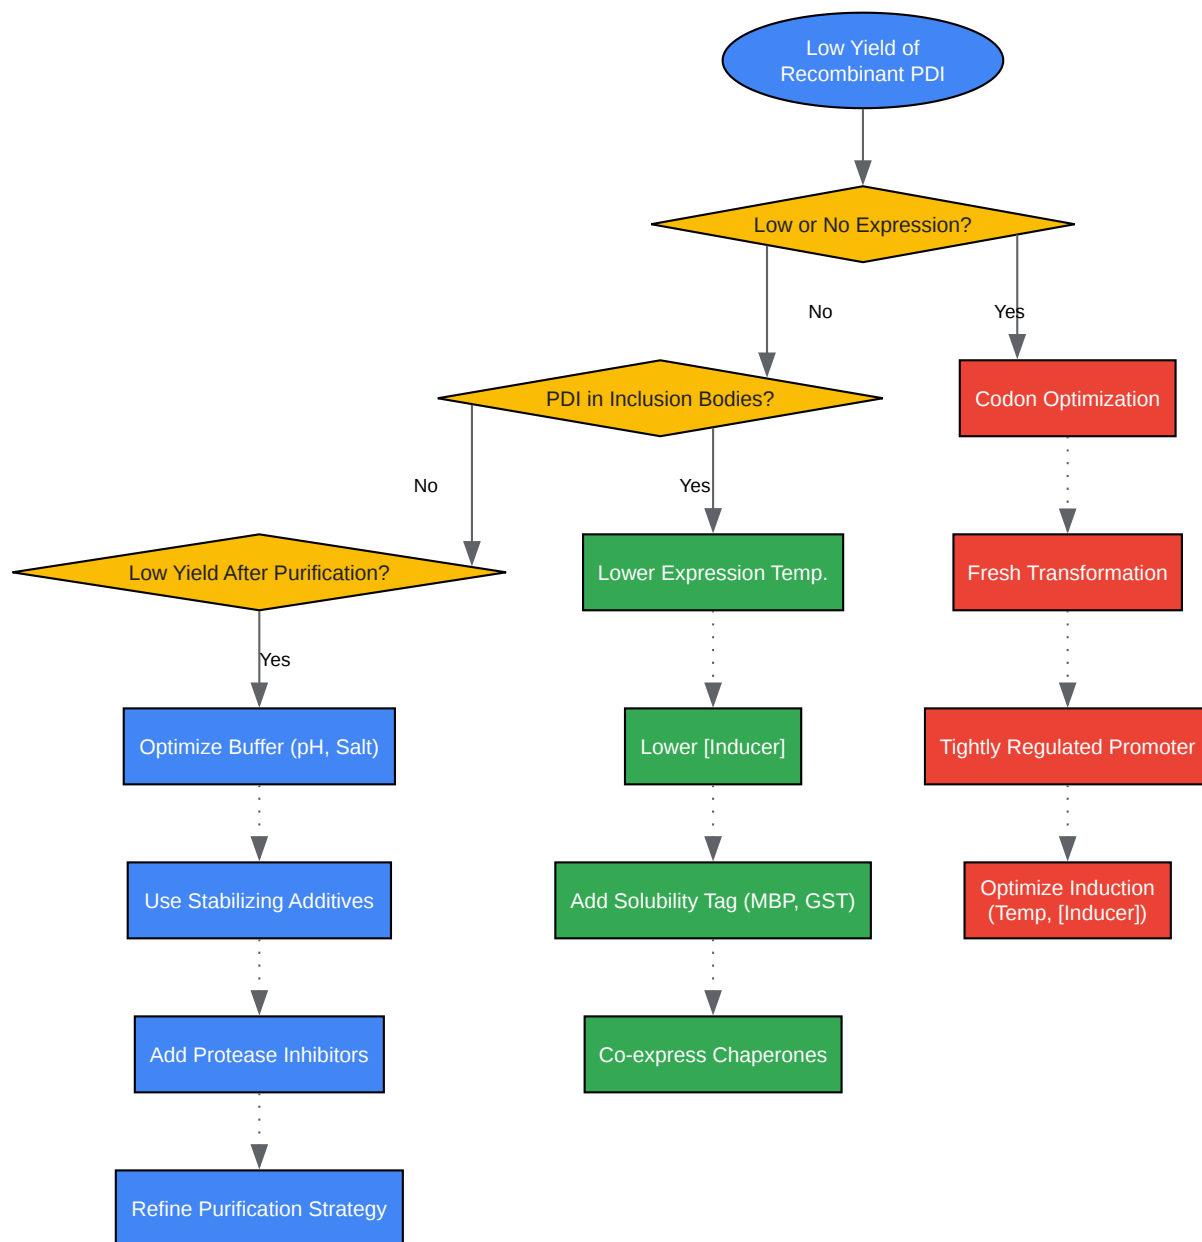 Low Yield of
Recombinant PDI
Low or No Expression?
No
Yes
PDI in Inclusion Bodies?
Codon Optimization
No
Yes
Low Yield After Purification?
Lower Expression Temp.
Fresh Transformation
Yes
Optimize Buffer (pH, Salt)
Lower [Inducer]
Tightly Regulated Promoter
Use Stabilizing Additives
Add Solubility Tag (MBP, GST)
Optimize Induction
(Temp, [Inducer])
Add Protease Inhibitors
Co-express Chaperones
Refine Purification Strategy